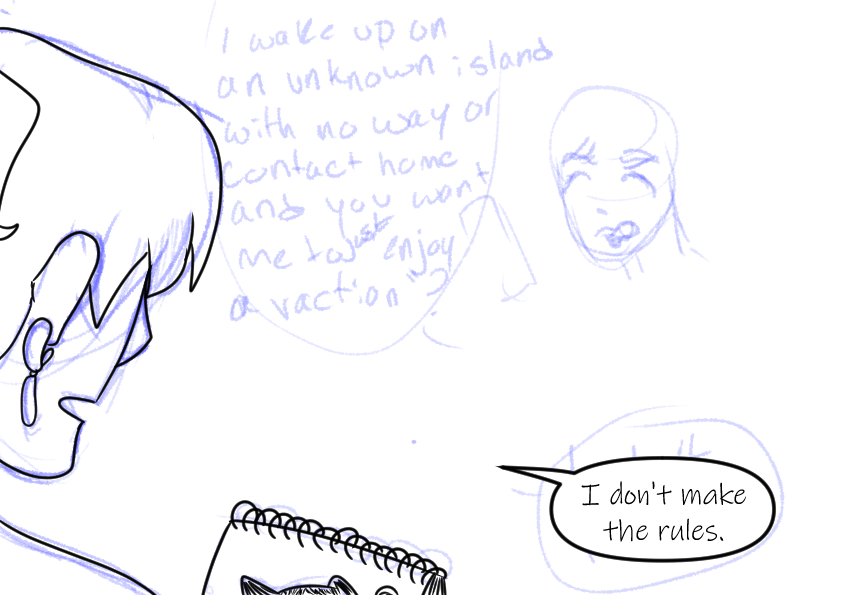 I wake up on
an unknown island
with no way or
contact home
and you want
me to just enjoy
a vaction"?
I don't make
the rules.